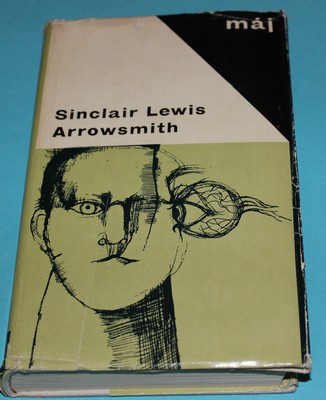 máj
Sinclair Lewis
Arrowsmith